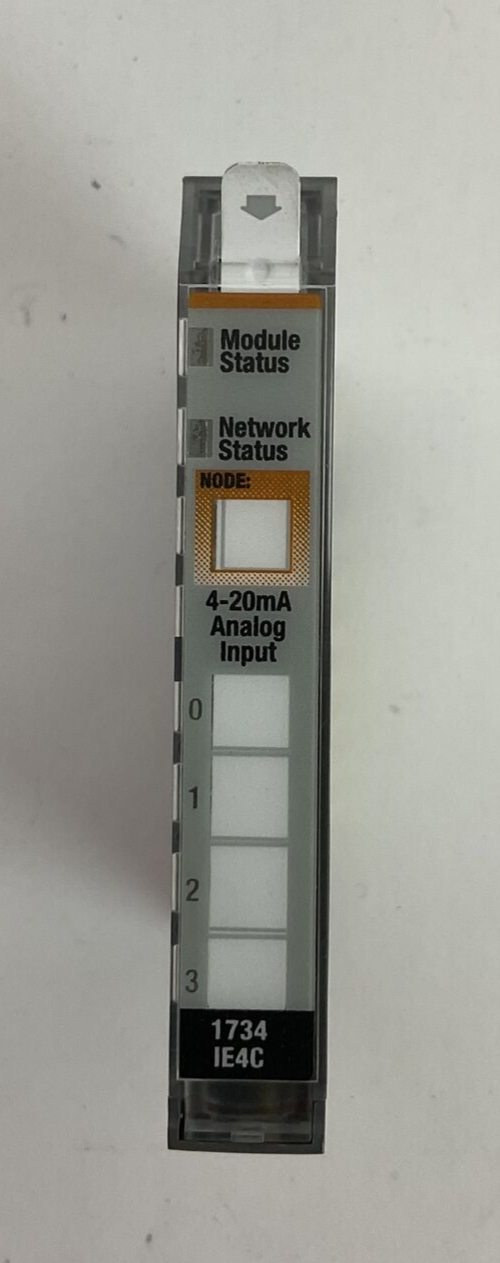 Module
Status
Network
Status
NODE:
4-20mA
Analog
Input
0
1
2
3
1734
IE4C